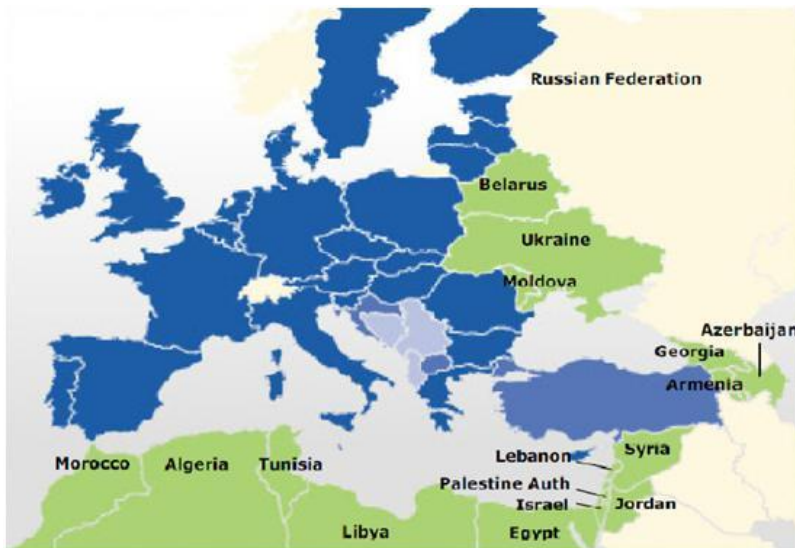 Russian Federation
Belarus
Ukraine
Moldova
Azerbaijan
Georgia
Armenia
Lebanon
Syria
Morocco
Algeria
Tunisia
Palestine Auth
Israel
Jordan
Libya
Egypt